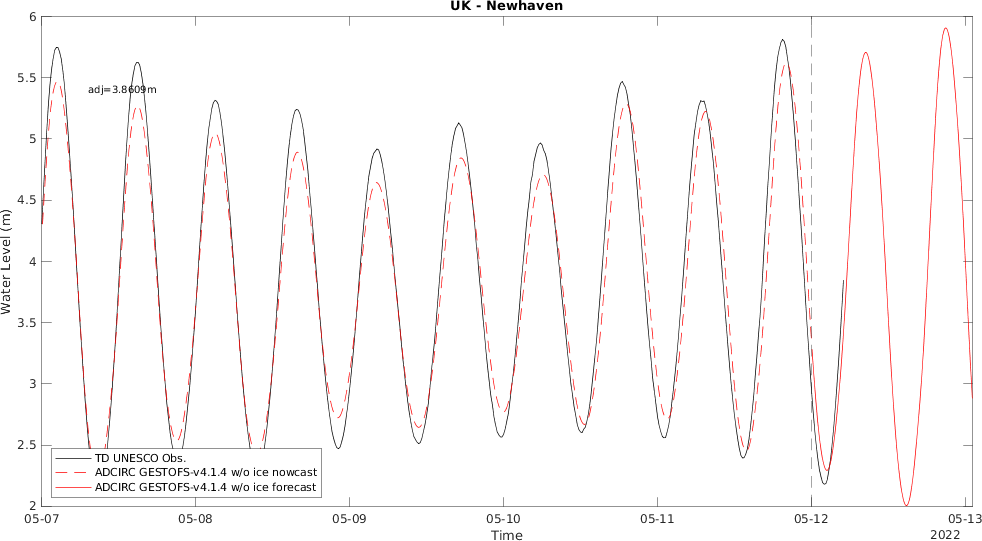 UK - Newhaven
6
5.5
5
4.5
4
3.5
3
2.5
2
Water Level (m)
adj=3.8609m
TD UNESCO Obs.
ADCIRC GESTOFS-v4.1.4 w/o ice nowcast
ADCIRC GESTOFS-v4.1.4 w/o ice forecast
05-07 05-08 05-09 05-10 05-11 05-12 05-13
Time
2022